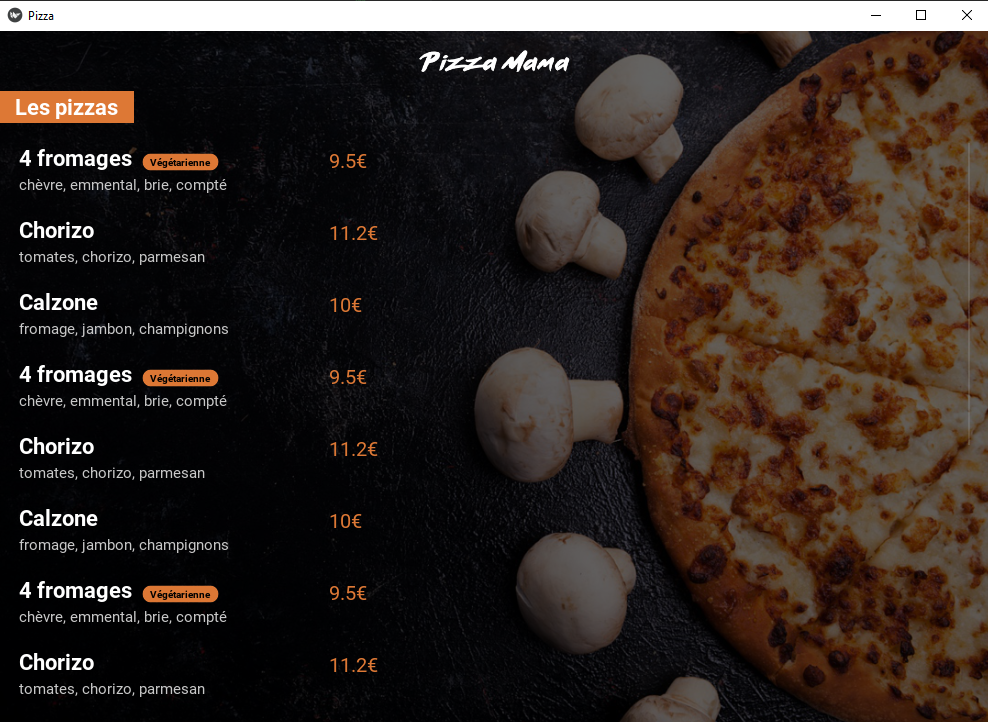 Pizza
Pizza Mama
Les pizzas
4 fromages Végétarienne 9.5€
chèvre, emmental, brie, compté
Chorizo 11.2€
tomates, chorizo, parmesan
Calzone 10€
fromage, jambon, champignons
4 fromages Végétarienne 9.5€
chèvre, emmental, brie, compté
Chorizo 11.2€
tomates, chorizo, parmesan
Calzone 10€
fromage, jambon, champignons
4 fromages Végétarienne 9.5€
chèvre, emmental, brie, compté
Chorizo 11.2€
tomates, chorizo, parmesan